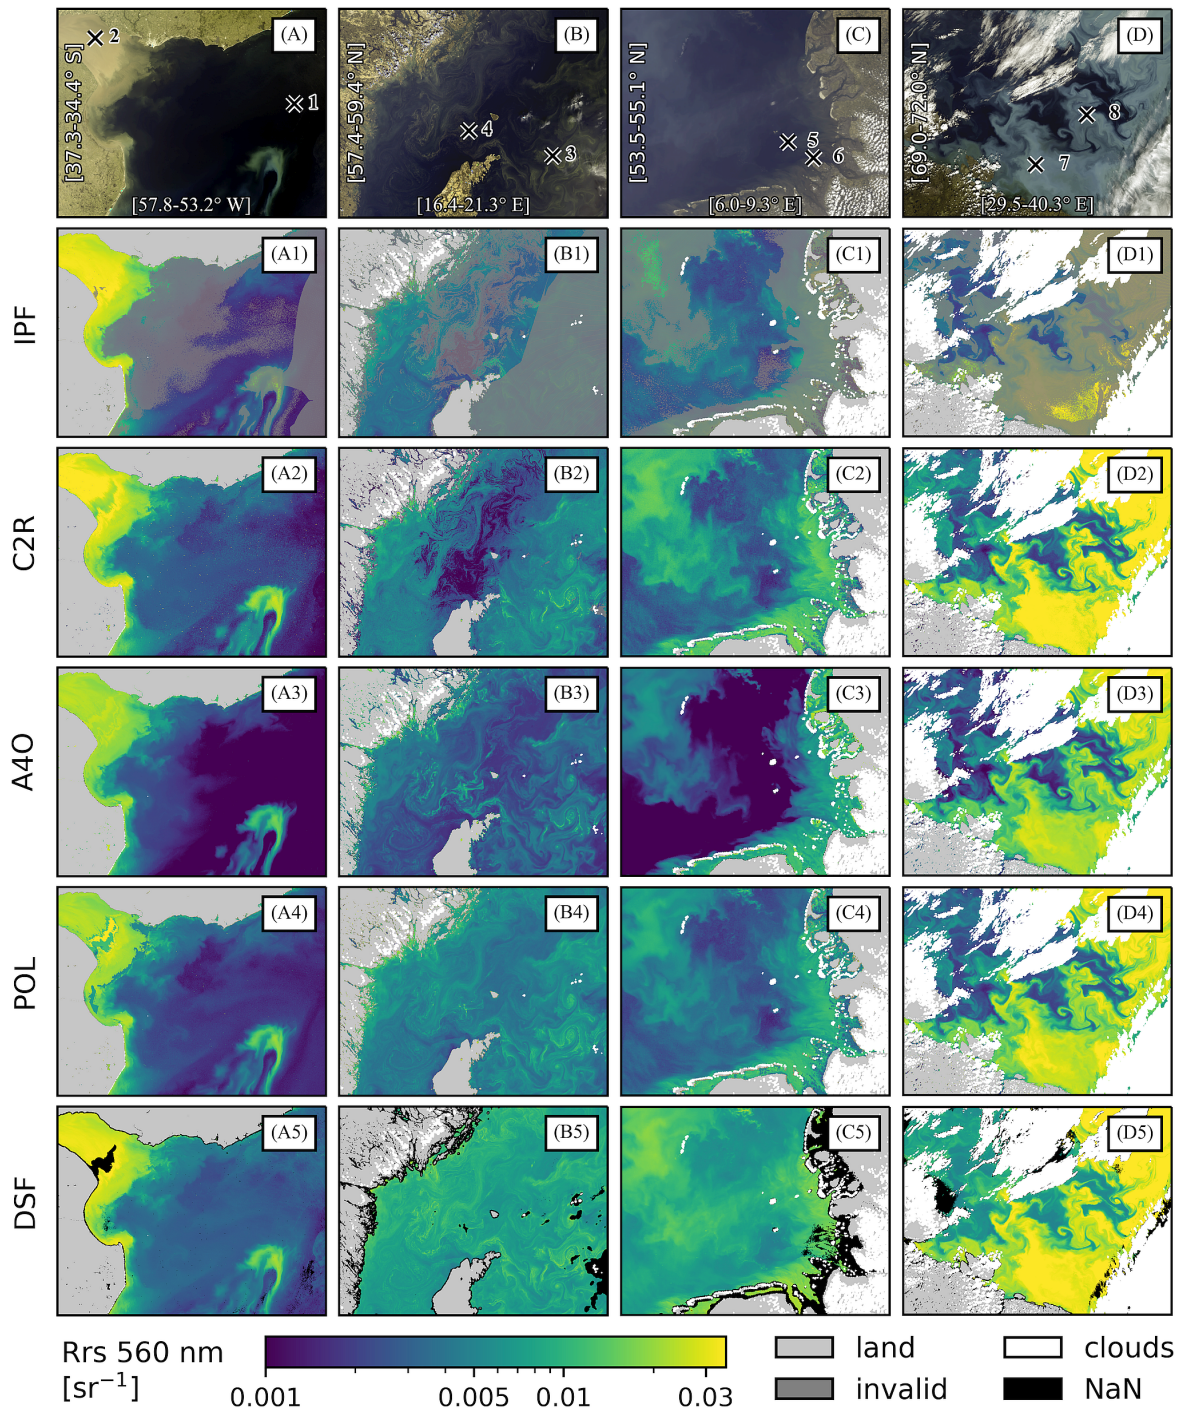 (A)
2
1
[37.3-34.4° S]
[57.8-53.2° W]
(B)
4
3
[57.4-59.4° N]
[16.4-21.3° E]
(C)
5
6
[53.5-55.1° N]
[6.0-9.3° E]
(D)
8
7
[69.0-72.0° N]
[29.5-40.3° E]
IPF
(A1)
(B1)
(C1)
(D1)
C2R
(A2)
(B2)
(C2)
(D2)
A4O
(A3)
(B3)
(C3)
(D3)
POL
(A4)
(B4)
(C4)
(D4)
DSF
(A5)
(B5)
(C5)
(D5)
Rrs 560 nm
[sr⁻¹]
0.001
0.005
0.01
0.03
land
clouds
invalid
NaN